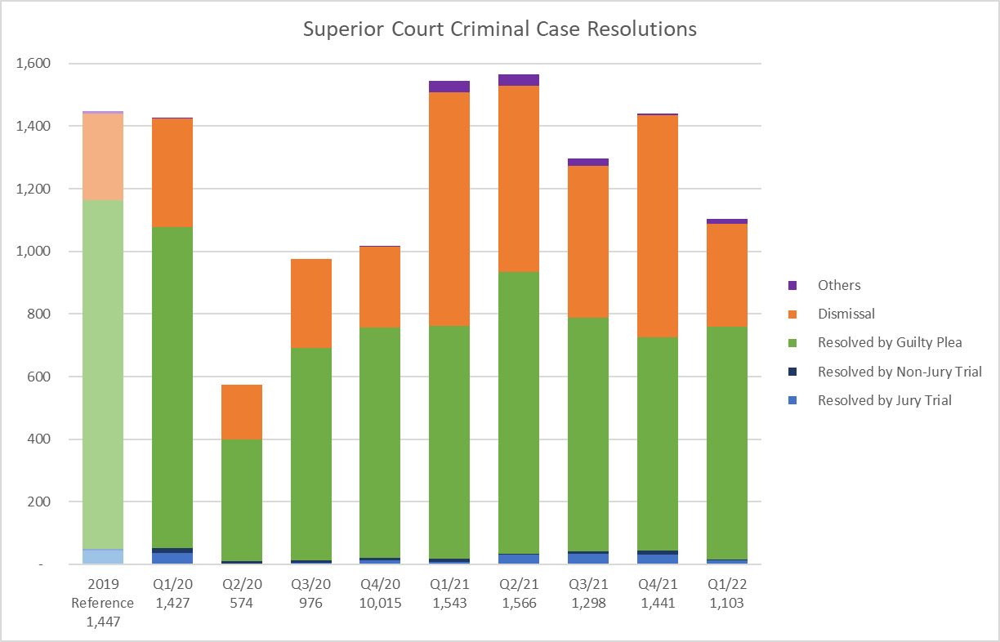 Superior Court Criminal Case Resolutions
1,600
1,400
1,200
1,000
800
600
400
200
-
Others
Dismissal
Resolved by Guilty Plea
Resolved by Non-Jury Trial
Resolved by Jury Trial
2019 Q1/20 Q2/20 Q3/20 Q4/20 Q1/21 Q2/21 Q3/21 Q4/21 Q1/22
Reference 1,427 574 976 10,015 1,543 1,566 1,298 1,441 1,103
1,447